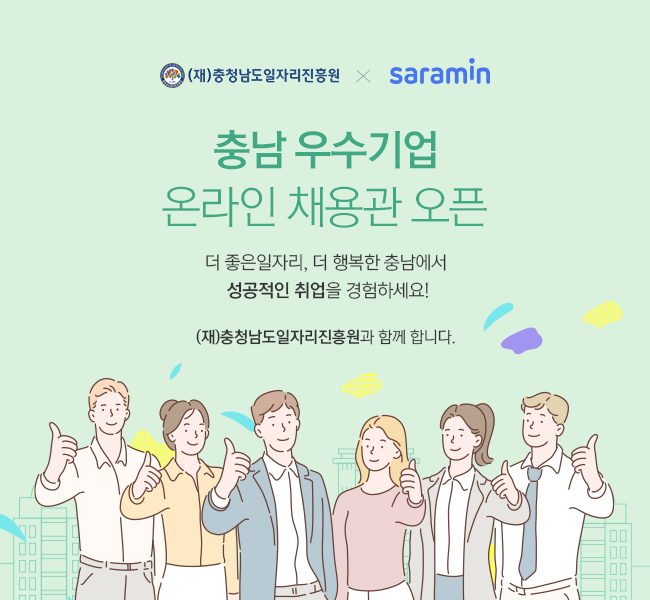 (재)충청남도일자리진흥원 × saramin
충남 우수기업
온라인 채용관 오픈
더 좋은일자리, 더 행복한 충남에서
성공적인 취업을 경험하세요!
(재)충청남도일자리진흥원과 함께 합니다.